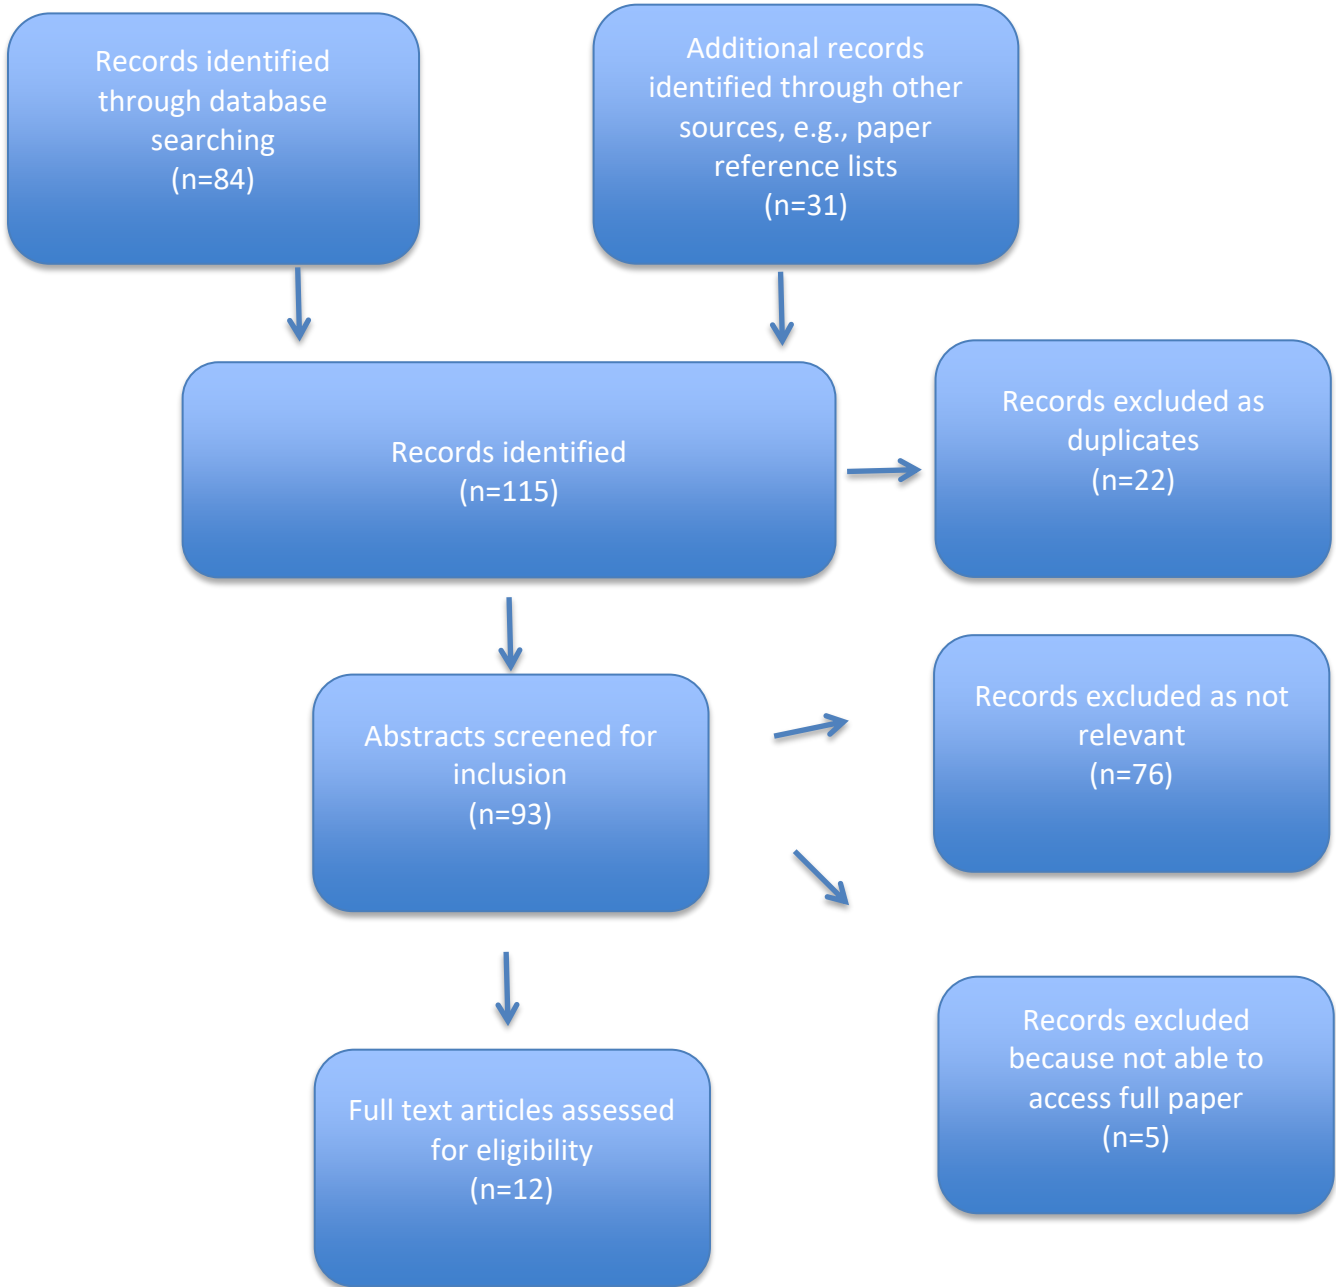 Records identified
through database
searching
(n=84)
Additional records
identified through other
sources, e.g., paper
reference lists
(n=31)
Records identified
(n=115)
Records excluded as
duplicates
(n=22)
Abstracts screened for
inclusion
(n=93)
Records excluded as not
relevant
(n=76)
Records excluded
because not able to
access full paper
(n=5)
Full text articles assessed
for eligibility
(n=12)